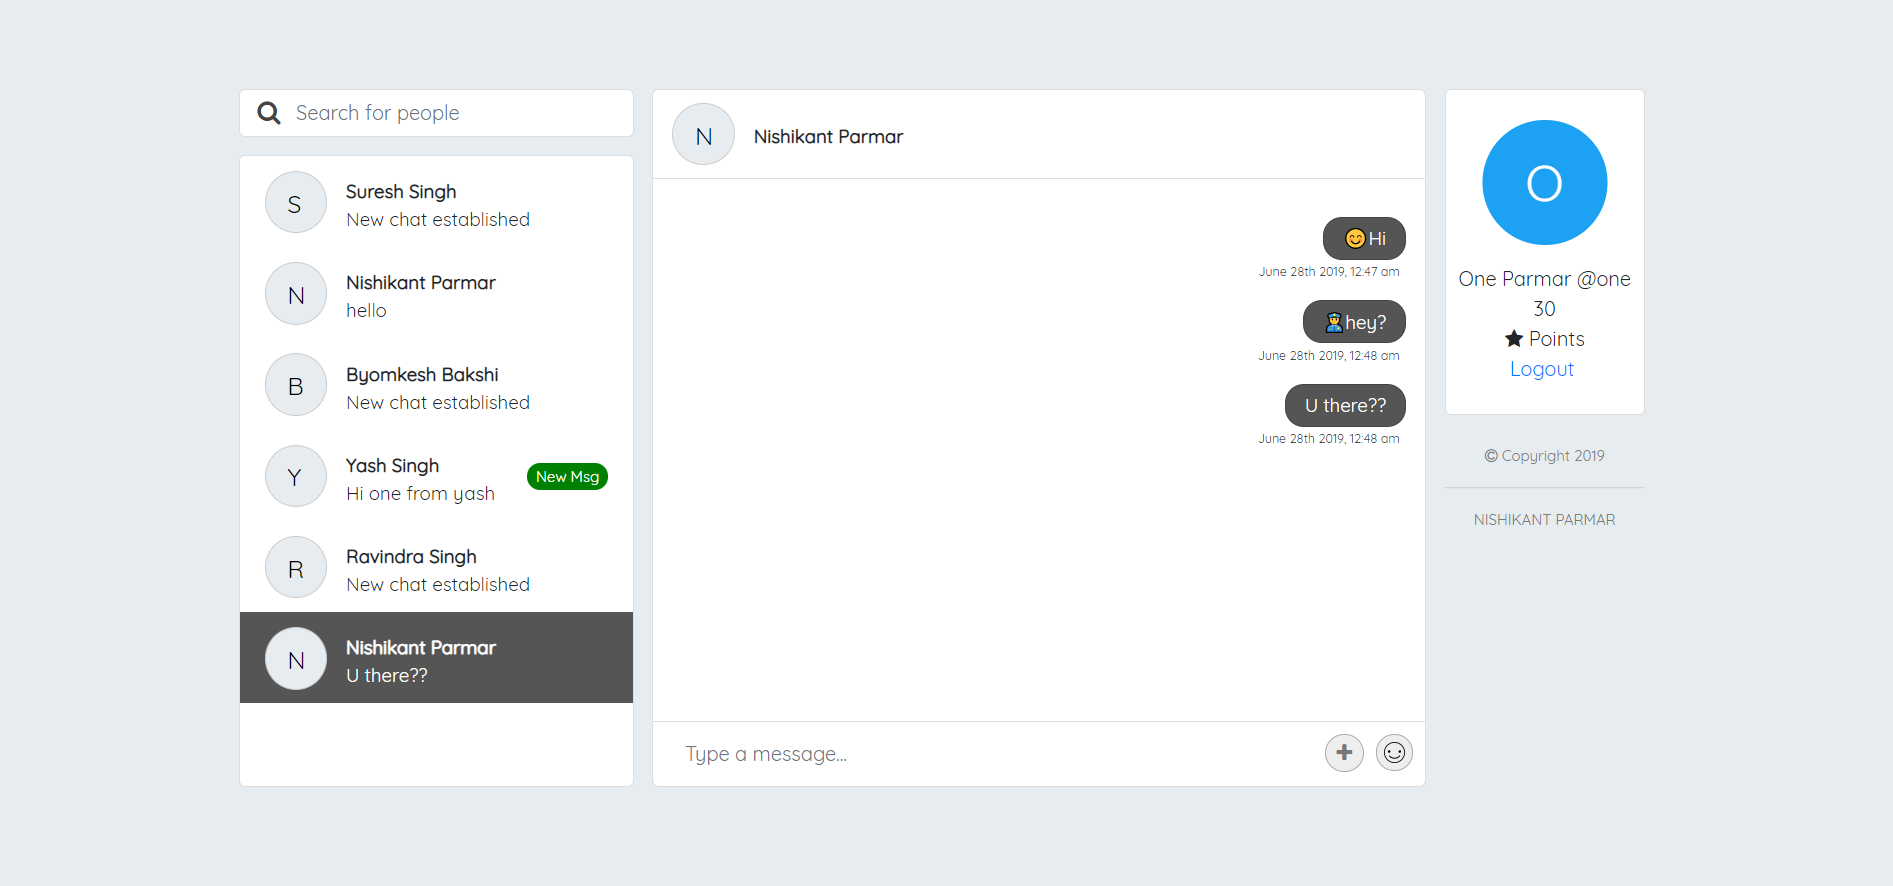 Search for people
S
Suresh Singh
New chat established
N
Nishikant Parmar
hello
B
Byomkesh Bakshi
New chat established
Y
Yash Singh
Hi one from yash
New Msg
R
Ravindra Singh
New chat established
N
Nishikant Parmar
U there??
N
Nishikant Parmar
😊Hi
June 28th 2019, 12:47 am
👮hey?
June 28th 2019, 12:48 am
U there??
June 28th 2019, 12:48 am
Type a message...
O
One Parmar @one
30
★ Points
Logout
© Copyright 2019
NISHIKANT PARMAR